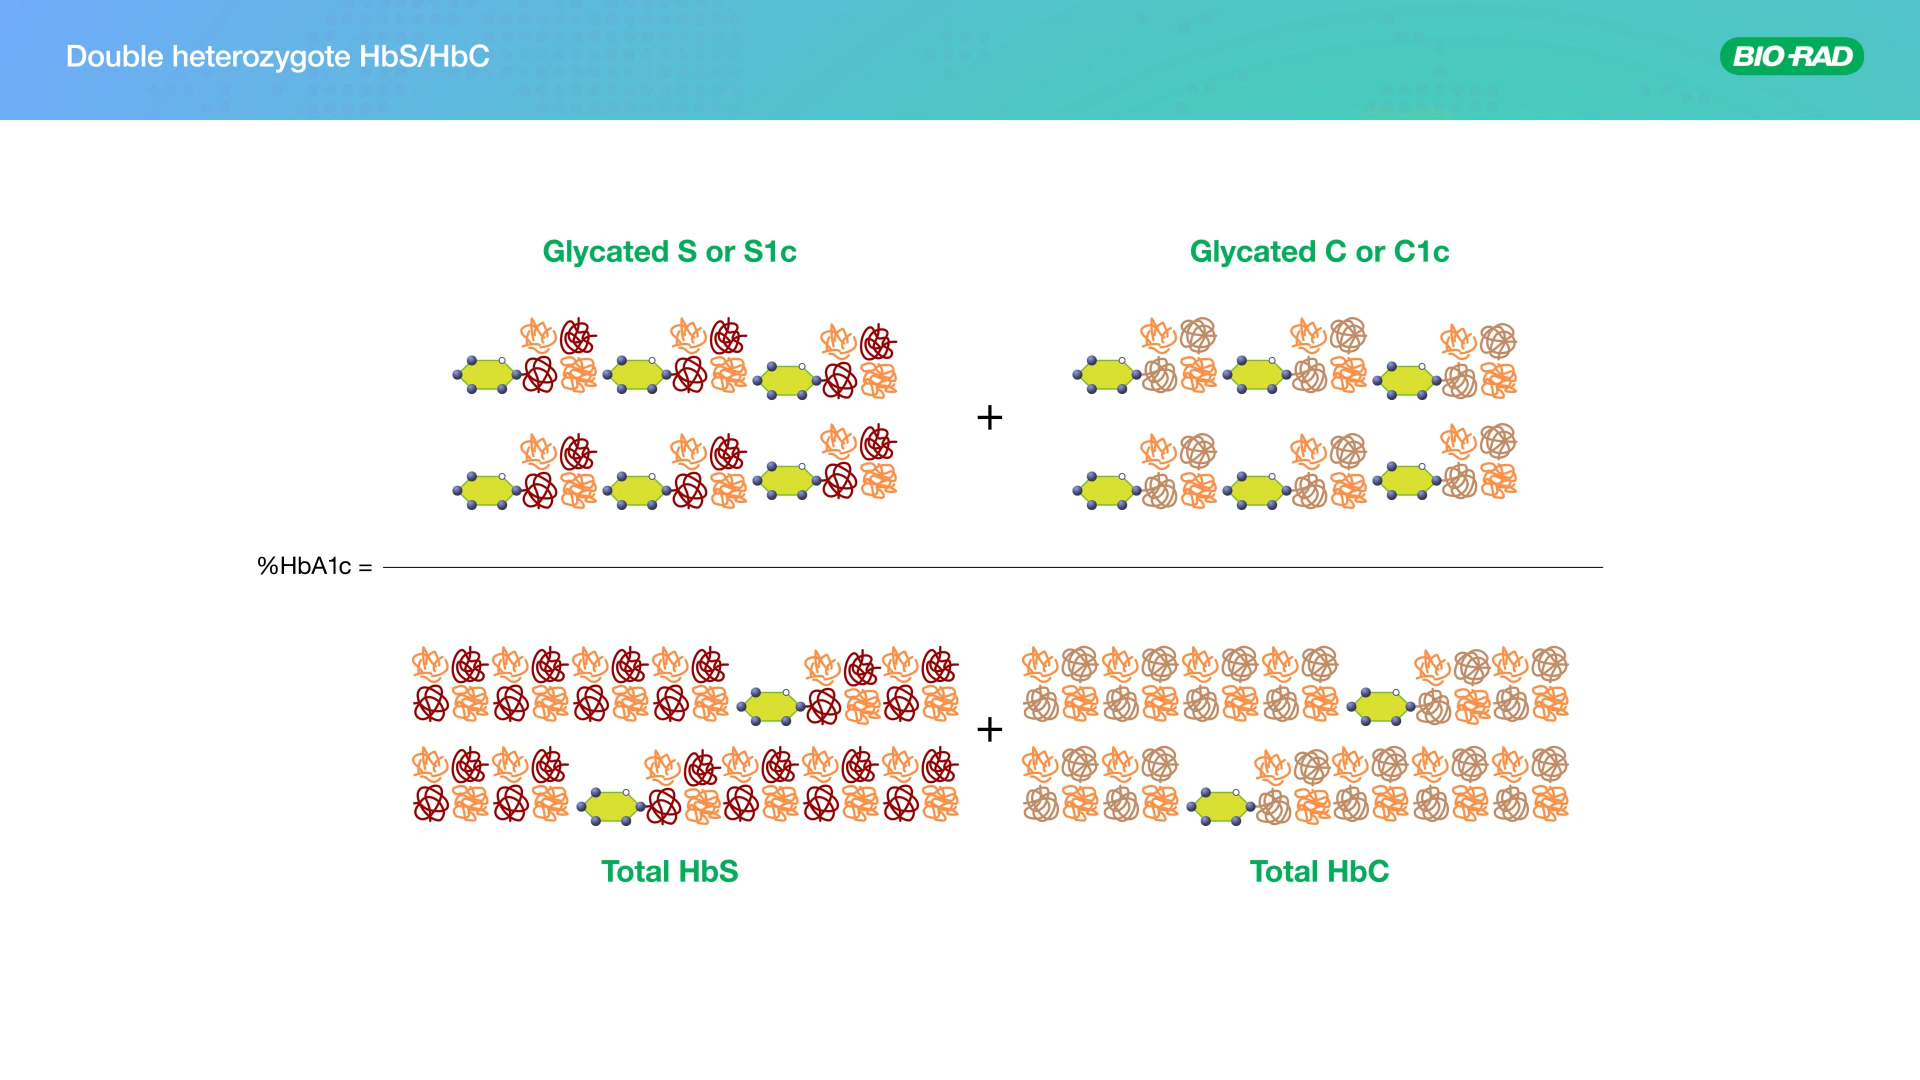 Double heterozygote HbS/HbC
BIO-RAD
Glycated S or S1c
Glycated C or C1c
+
%HbA1c =
+
Total HbS
Total HbC